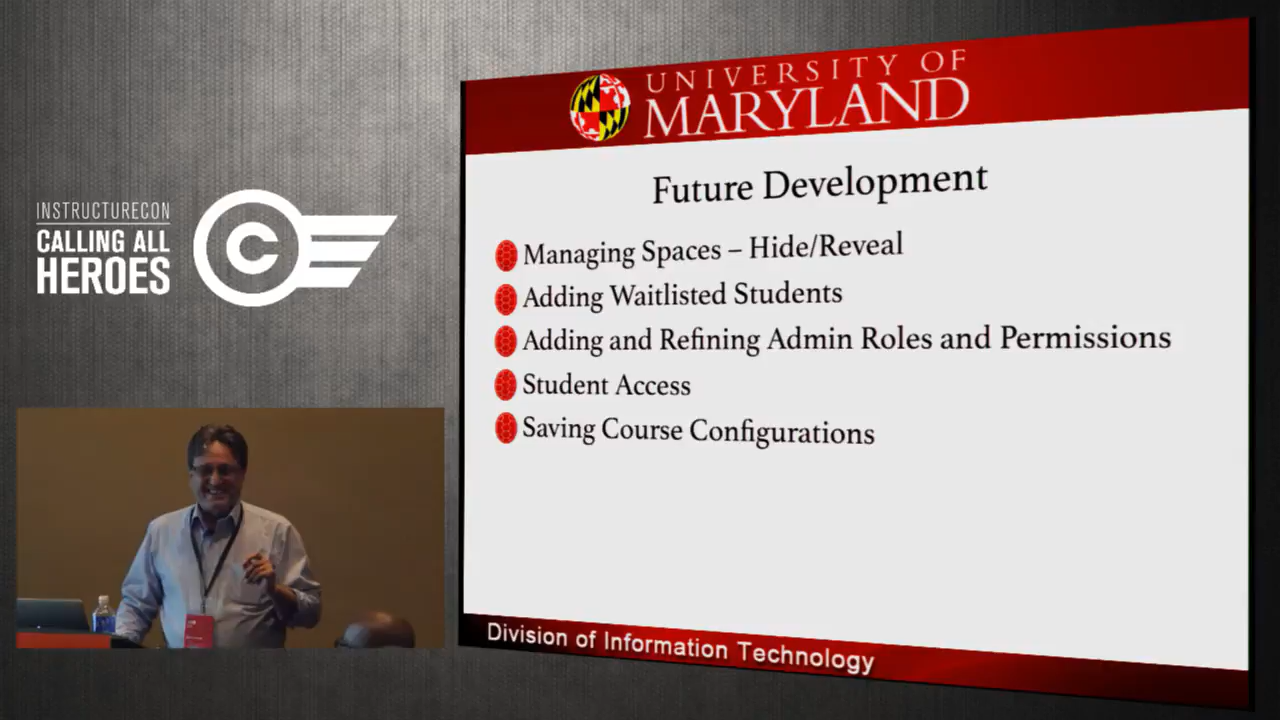 INSTRUCTURECON
CALLING ALL
HEROES
C
UNIVERSITY OF
MARYLAND
Future Development
Managing Spaces – Hide/Reveal
Adding Waitlisted Students
Adding and Refining Admin Roles and Permissions
Student Access
Saving Course Configurations
Division of Information Technology